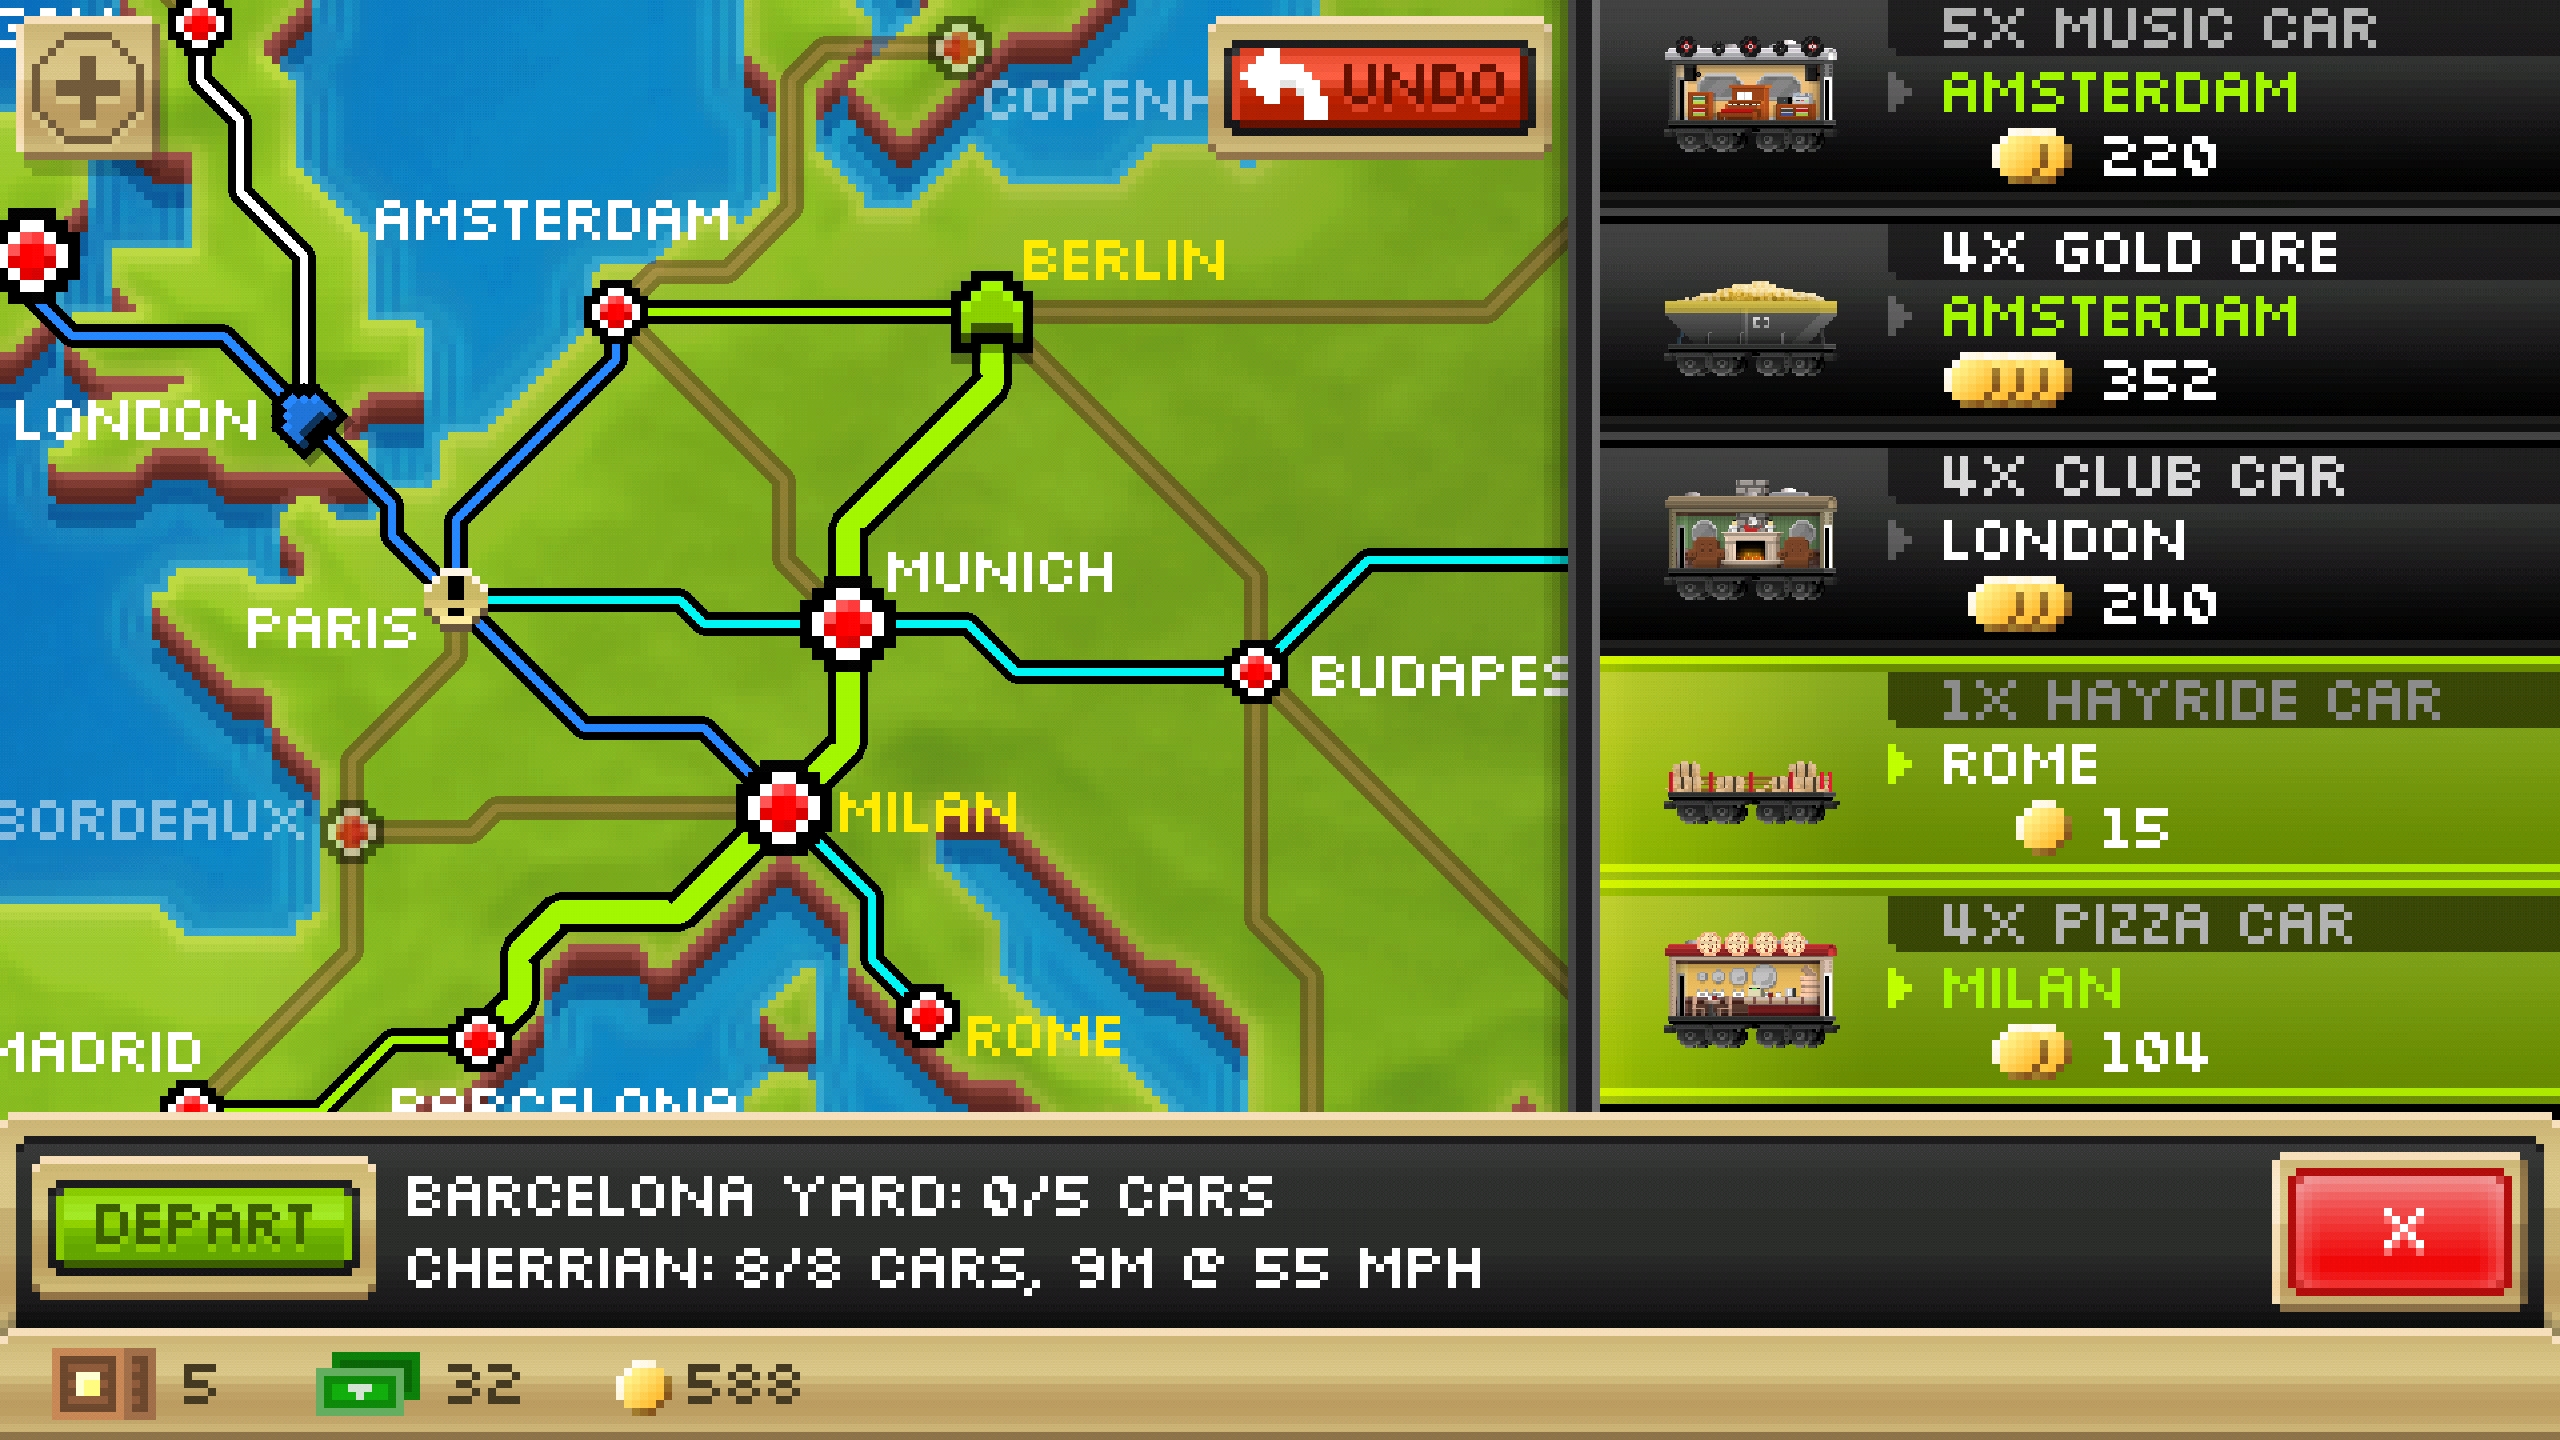 COPENH
UNDO
AMSTERDAM
BERLIN
LONDON
MUNICH
PARIS
BUDAPES
BORDEAUX
MILAN
MADRID
ROME
BARCELONA
5X MUSIC CAR
AMSTERDAM
220
4X GOLD ORE
AMSTERDAM
352
4X CLUB CAR
LONDON
240
1X HAYRIDE CAR
ROME
15
4X PIZZA CAR
MILAN
104
DEPART
BARCELONA YARD: 0/5 CARS
CHERRIAN: 8/8 CARS, 9M @ 55 MPH
X
5
32
588